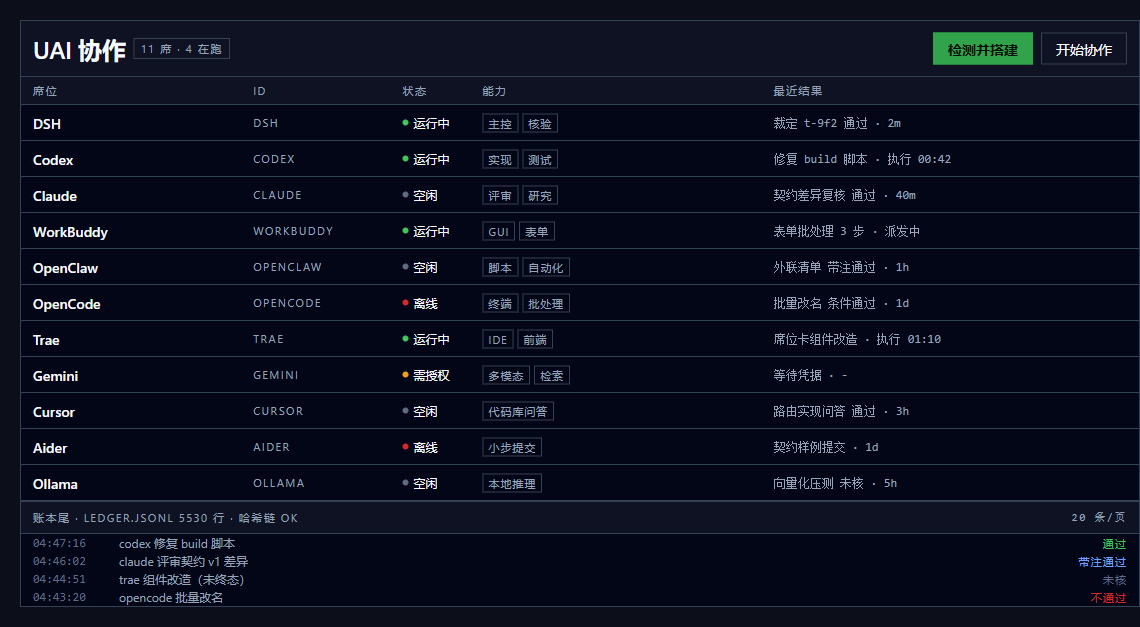 UAI 协作 11 席 · 4 在跑 检测并搭建 开始协作
席位 ID 状态 能力 最近结果
DSH DSH 运行中 主控 核验 裁定 t-9f2 通过 · 2m
Codex CODEX 运行中 实现 测试 修复 build 脚本 · 执行 00:42
Claude CLAUDE 空闲 评审 研究 契约差异复核 通过 · 40m
WorkBuddy WORKBUDDY 运行中 GUI 表单 表单批处理 3 步 · 派发中
OpenClaw OPENCLAW 空闲 脚本 自动化 外联清单 带注通过 · 1h
OpenCode OPENCODE 离线 终端 批处理 批量改名 条件通过 · 1d
Trae TRAE 运行中 IDE 前端 席位卡组件改造 · 执行 01:10
Gemini GEMINI 需授权 多模态 检索 等待凭据 · -
Cursor CURSOR 空闲 代码库问答 路由实现问答 通过 · 3h
Aider AIDER 离线 小步提交 契约样例提交 · 1d
Ollama OLLAMA 空闲 本地推理 向量化压测 未核 · 5h
账本尾 · LEDGER.JSONL 5530 行 · 哈希链 OK 20 条/页
04:47:16 codex 修复 build 脚本 通过
04:46:02 claude 评审契约 v1 差异 带注通过
04:44:51 trae 组件改造（未终态） 未核
04:43:20 opencode 批量改名 不通过